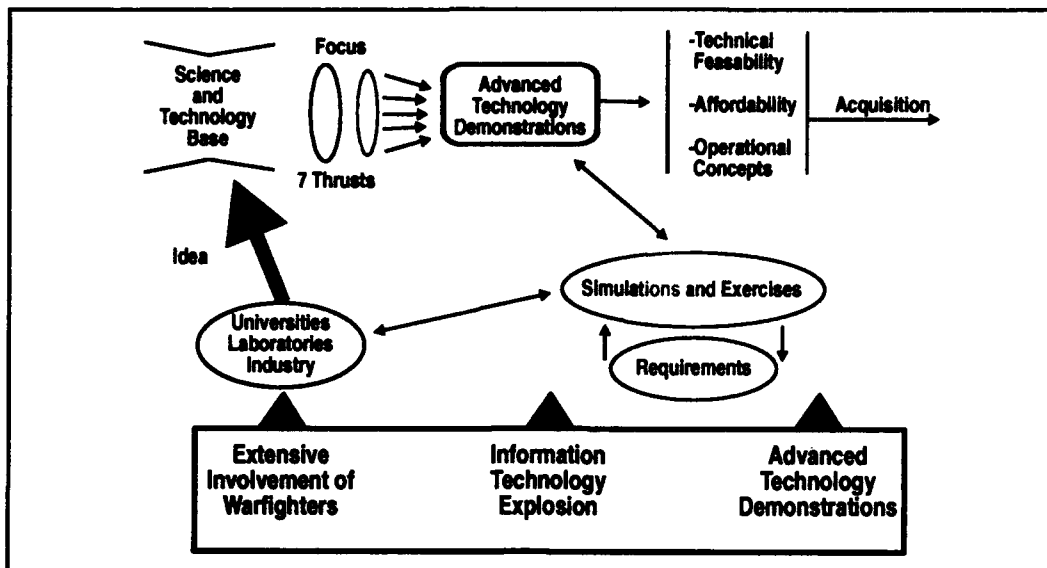 Science
and
Technology
Base
Focus
7 Thrusts
Advanced
Technology
Demonstrations
-Technical
Feasability
-Affordability
-Operational
Concepts
Acquisition
Idea
Universities
Laboratories
Industry
Simulations and Exercises
Requirements
Extensive
Involvement of
Warfighters
Information
Technology
Explosion
Advanced
Technology
Demonstrations